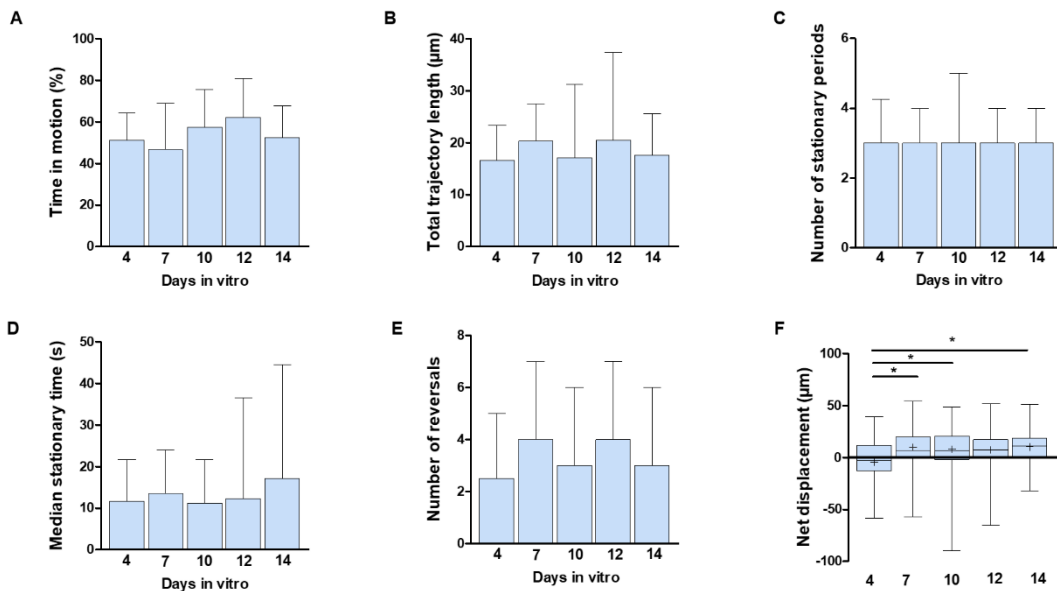 A
Time in motion (%)
100
80
60
40
20
0
4 7 10 12 14
Days in vitro
B
Total trajectory length (µm)
40
30
20
10
0
4 7 10 12 14
Days in vitro
C
Number of stationary periods
6
4
2
0
4 7 10 12 14
Days in vitro
D
Median stationary time (s)
50
40
30
20
10
0
4 7 10 12 14
Days in vitro
E
Number of reversals
8
6
4
2
0
4 7 10 12 14
Days in vitro
F
Net displacement (µm)
100
50
0
-50
-100
*
*
*
4 7 10 12 14